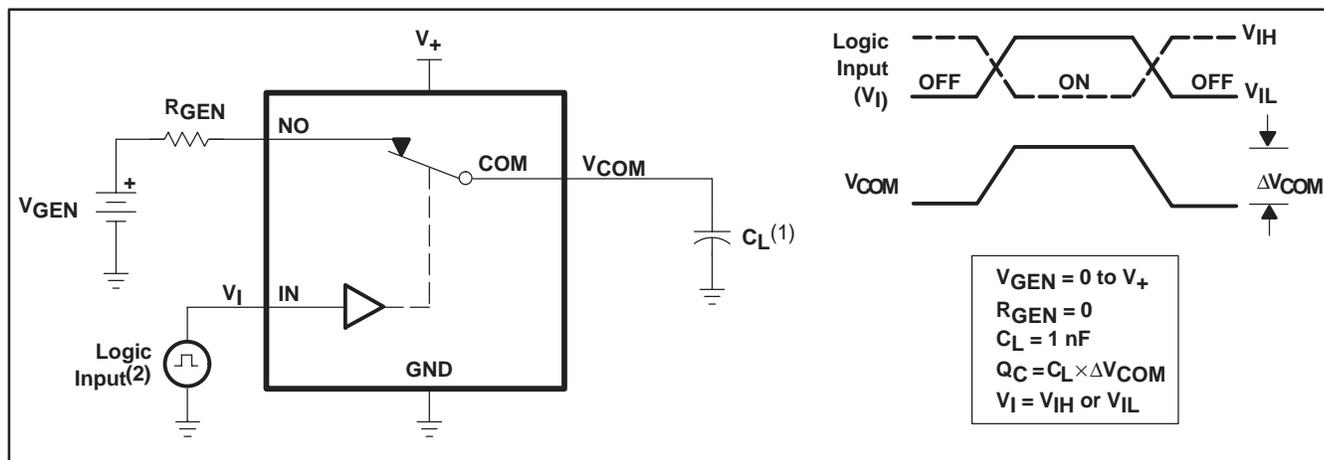 V+
RGEN
NO
COM
VCOM
+
VGEN
CL(1)
VI
IN
Logic
Input(2)
GND
Logic
Input
(VI)
VIH
OFF
ON
OFF
VIL
VCOM
ΔVCOM
VGEN = 0 to V+
RGEN = 0
CL = 1 nF
QC = CL × ΔVCOM
VI = VIH or VIL